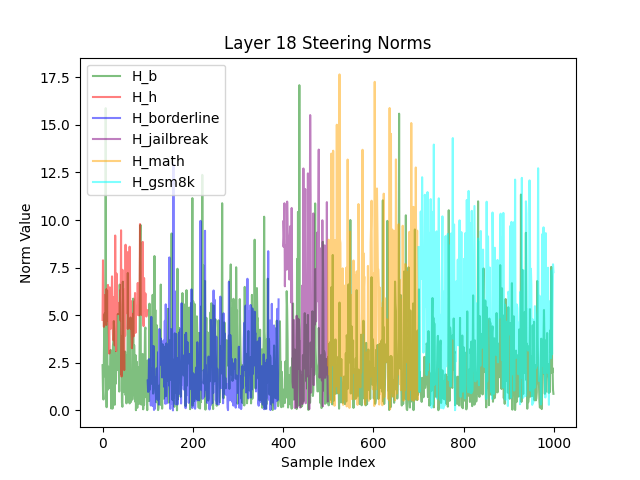 Layer 18 Steering Norms
17.5
15.0
12.5
10.0
7.5
5.0
2.5
0.0
Norm Value
H_b
H_h
H_borderline
H_jailbreak
H_math
H_gsm8k
0
200
400
600
800
1000
Sample Index